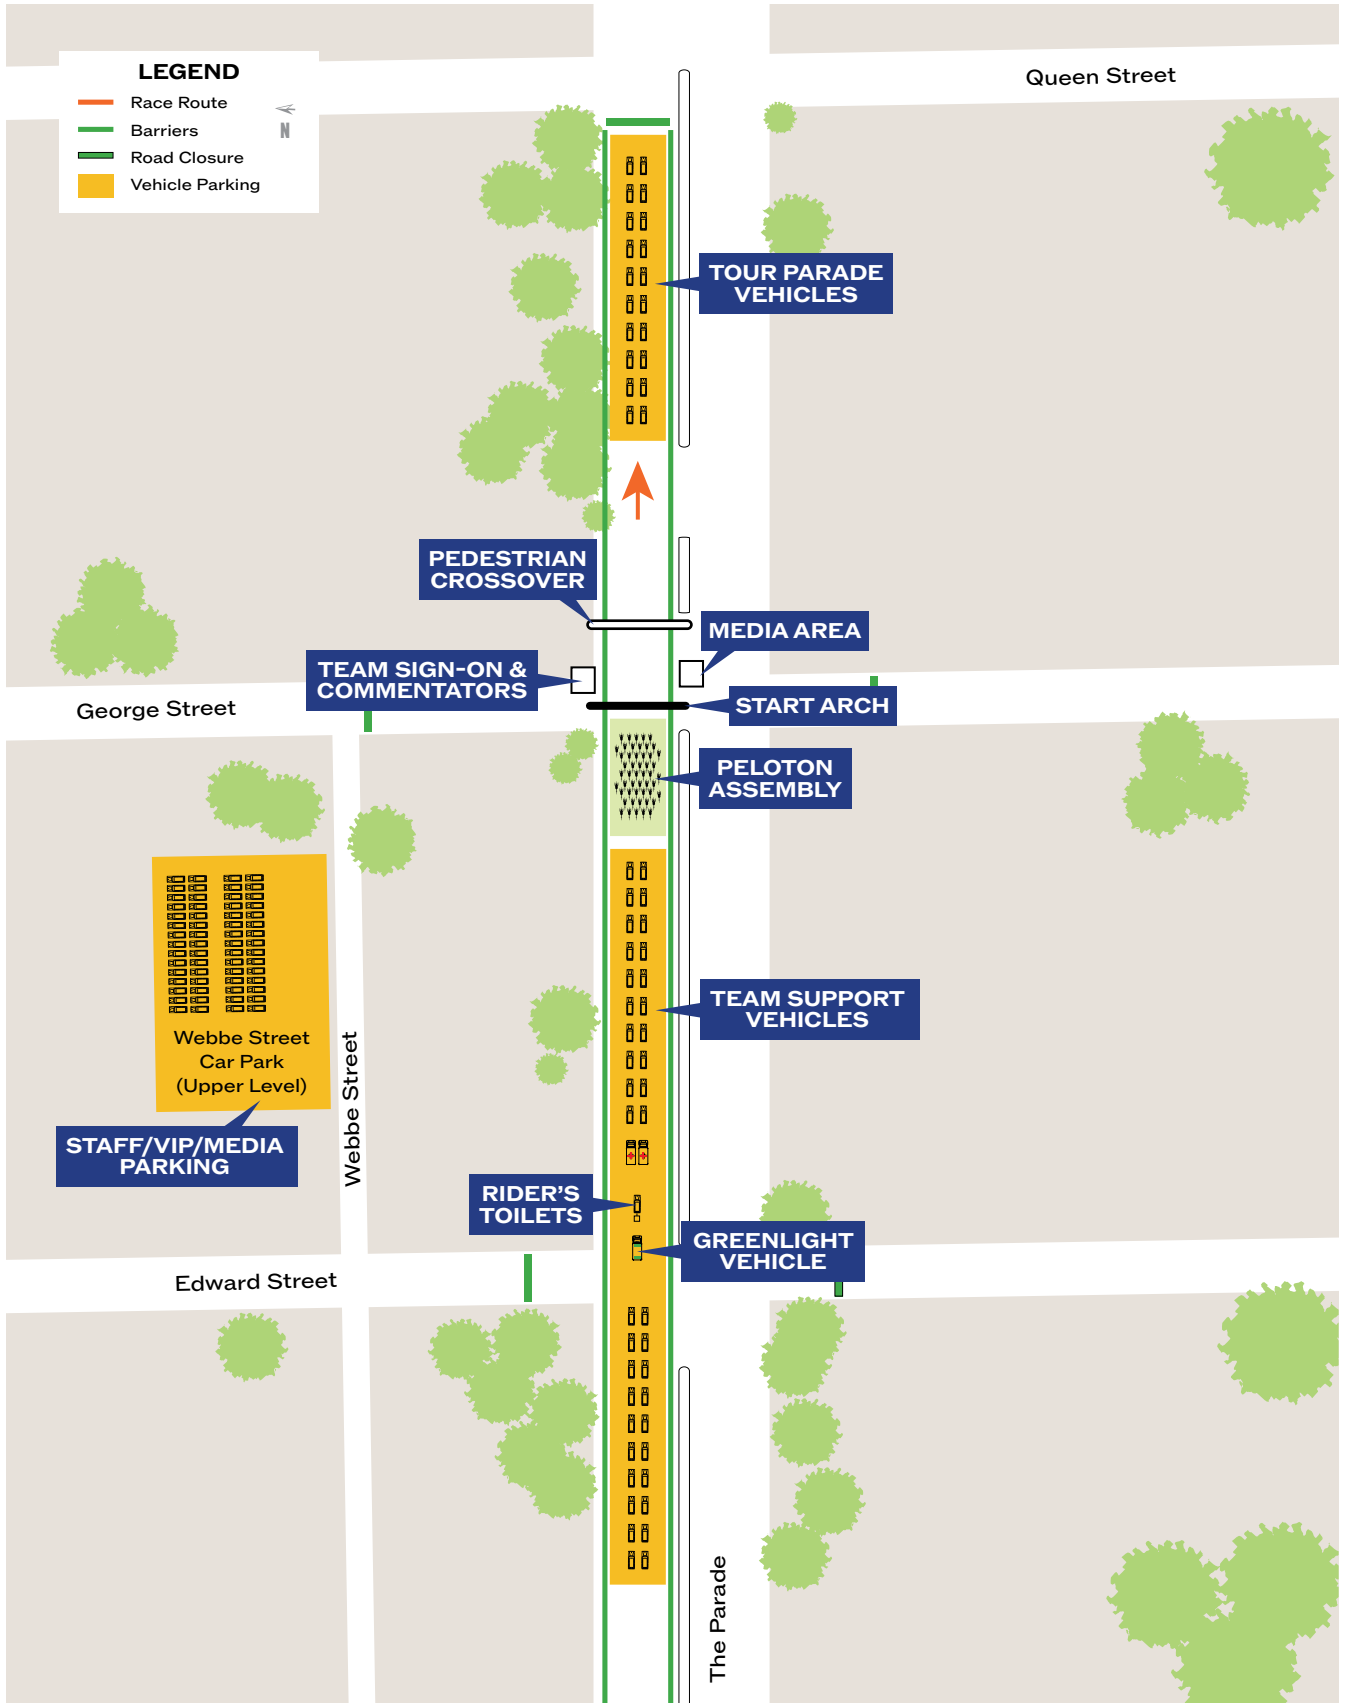 LEGEND
Race Route
Barriers
Road Closure
Vehicle Parking
N
Queen Street
TOUR PARADE
VEHICLES
PEDESTRIAN
CROSSOVER
MEDIA AREA
TEAM SIGN-ON &
COMMENTATORS
START ARCH
George Street
PELOTON
ASSEMBLY
TEAM SUPPORT
VEHICLES
Webbe Street
Car Park
(Upper Level)
Webbe Street
STAFF/VIP/MEDIA
PARKING
RIDER'S
TOILETS
GREENLIGHT
VEHICLE
Edward Street
The Parade